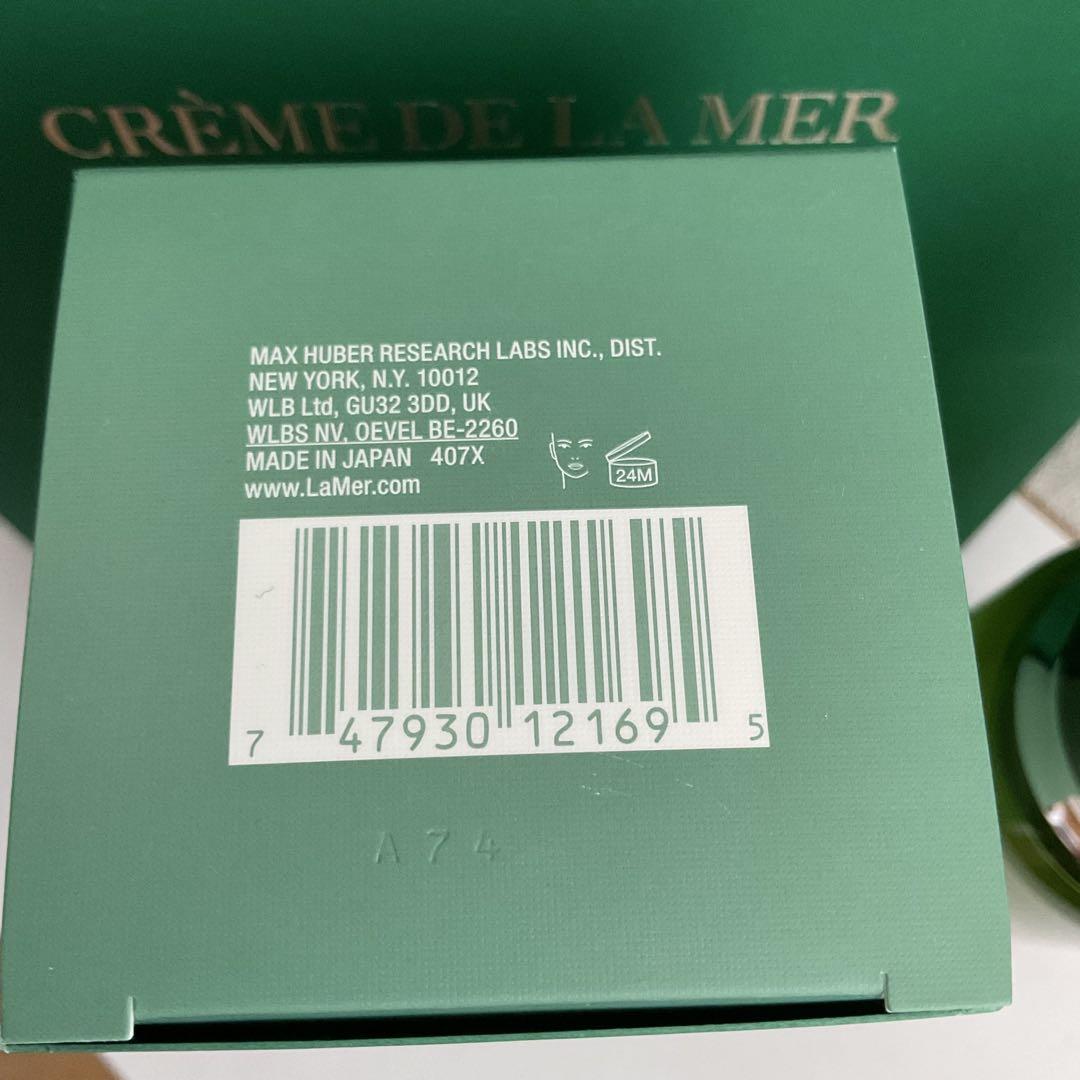 CRÈME DE LA MER
MAX HUBER RESEARCH LABS INC., DIST.
NEW YORK, N.Y. 10012
WLB Ltd, GU32 3DD, UK
WLBS NV, OEVEL BE-2260
MADE IN JAPAN 407X
24M
www.LaMer.com
7 47930 12169 5
A74